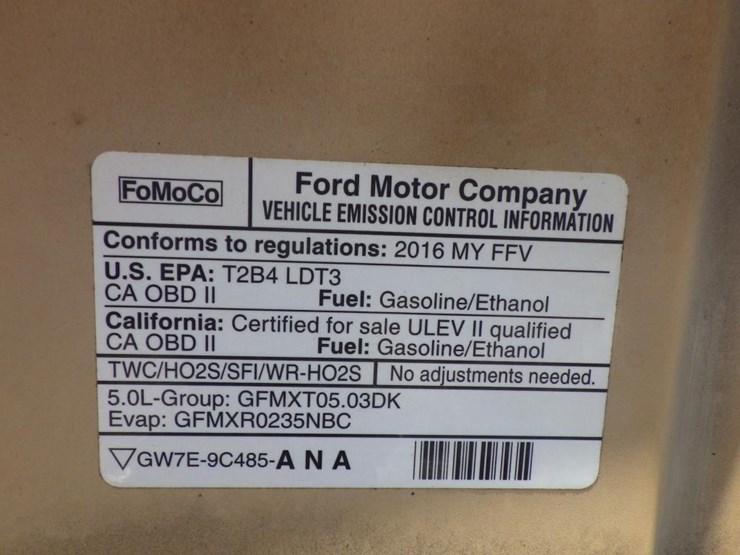 FoMoCo
Ford Motor Company
VEHICLE EMISSION CONTROL INFORMATION
Conforms to regulations: 2016 MY FFV
U.S. EPA: T2B4 LDT3
CA OBD II Fuel: Gasoline/Ethanol
California: Certified for sale ULEV II qualified
CA OBD II Fuel: Gasoline/Ethanol
TWC/HO2S/SFI/WR-HO2S No adjustments needed.
5.0L-Group: GFMXT05.03DK
Evap: GFMXR0235NBC
▽GW7E-9C485-A N A